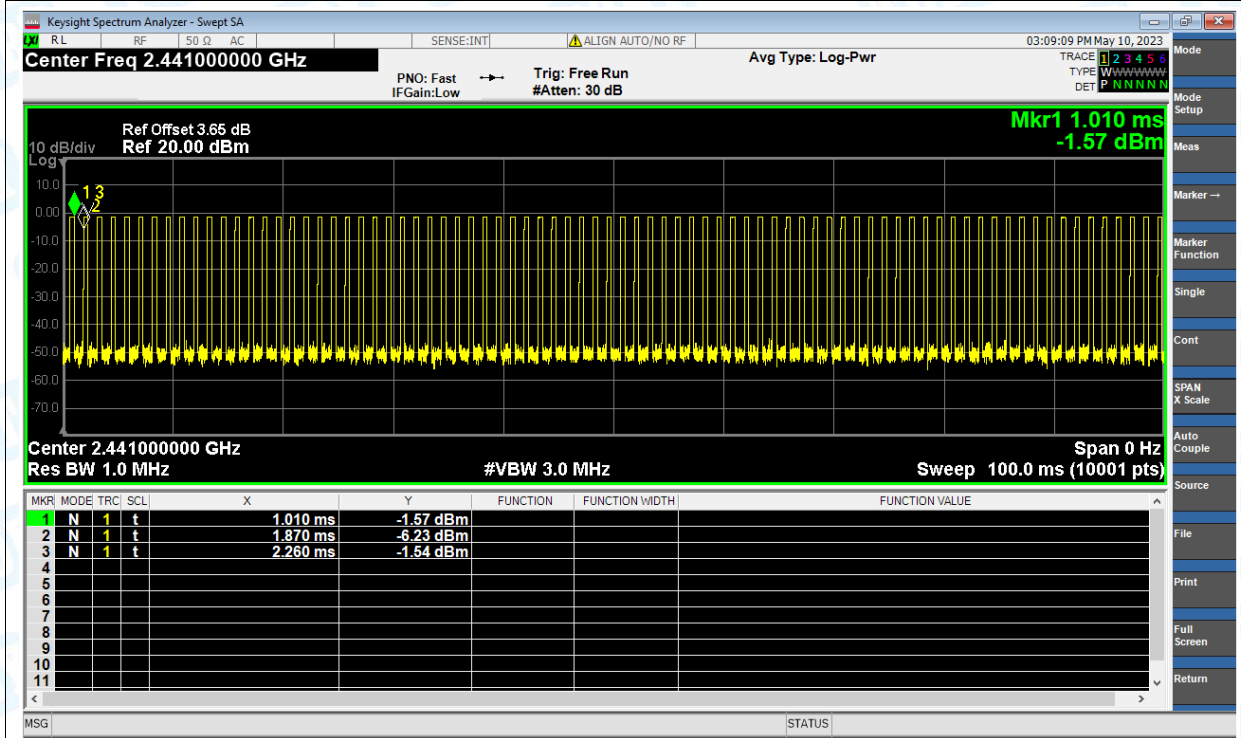 Keysight Spectrum Analyzer - Swept SA
LXI RL RF 50 Ω AC SENSE:INT ALIGN AUTO/NO RF 03:09:09 PM May 10, 2023
Center Freq 2.441000000 GHz
PNO: Fast
IFGain:Low
Trig: Free Run
#Atten: 30 dB
Avg Type: Log-Pwr
TRACE 1 2 3 4 5 6
TYPE WWWWWW
DET P N N N N N
Ref Offset 3.65 dB
10 dB/div Ref 20.00 dBm
Log
Mkr1 1.010 ms
-1.57 dBm
10.0
0.00
-10.0
-20.0
-30.0
-40.0
-50.0
-60.0
-70.0
1 3
2
Center 2.441000000 GHz Span 0 Hz
Res BW 1.0 MHz #VBW 3.0 MHz Sweep 100.0 ms (10001 pts)
MKR MODE TRC SCL X Y FUNCTION FUNCTION WIDTH FUNCTION VALUE
1 N 1 t 1.010 ms -1.57 dBm
2 N 1 t 1.870 ms -6.23 dBm
3 N 1 t 2.260 ms -1.54 dBm
4
5
6
7
8
9
10
11
MSG STATUS
Mode
Mode
Setup
Meas
Marker →
Marker
Function
Single
Cont
SPAN
X Scale
Auto
Couple
Source
File
Print
Full
Screen
Return